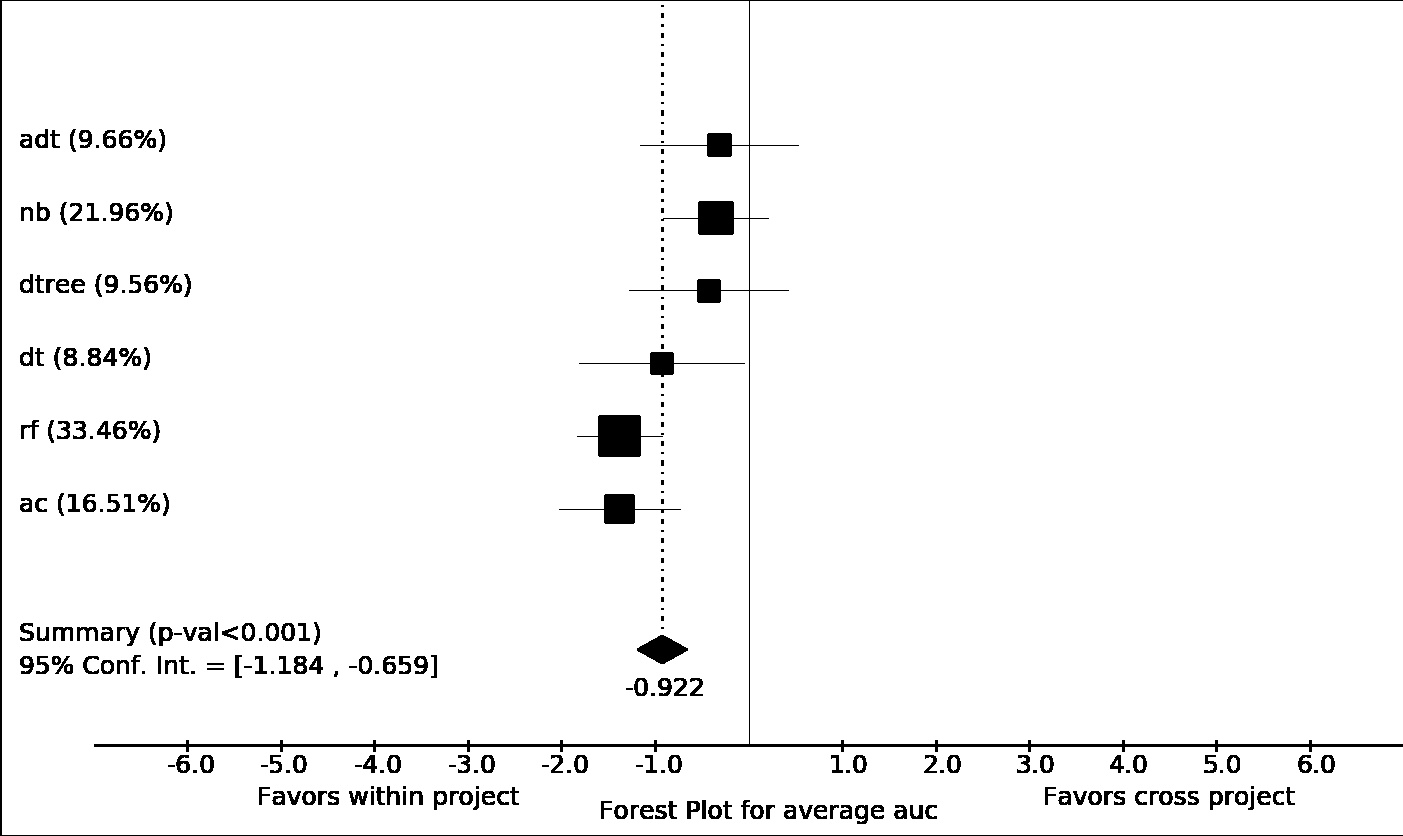 adt (9.66%)
nb (21.96%)
dtree (9.56%)
dt (8.84%)
rf (33.46%)
ac (16.51%)
Summary (p-val<0.001)
95% Conf. Int. = [-1.184 , -0.659]
-0.922
-6.0 -5.0 -4.0 -3.0 -2.0 -1.0 1.0 2.0 3.0 4.0 5.0 6.0
Favors within project Favors cross project
Forest Plot for average auc